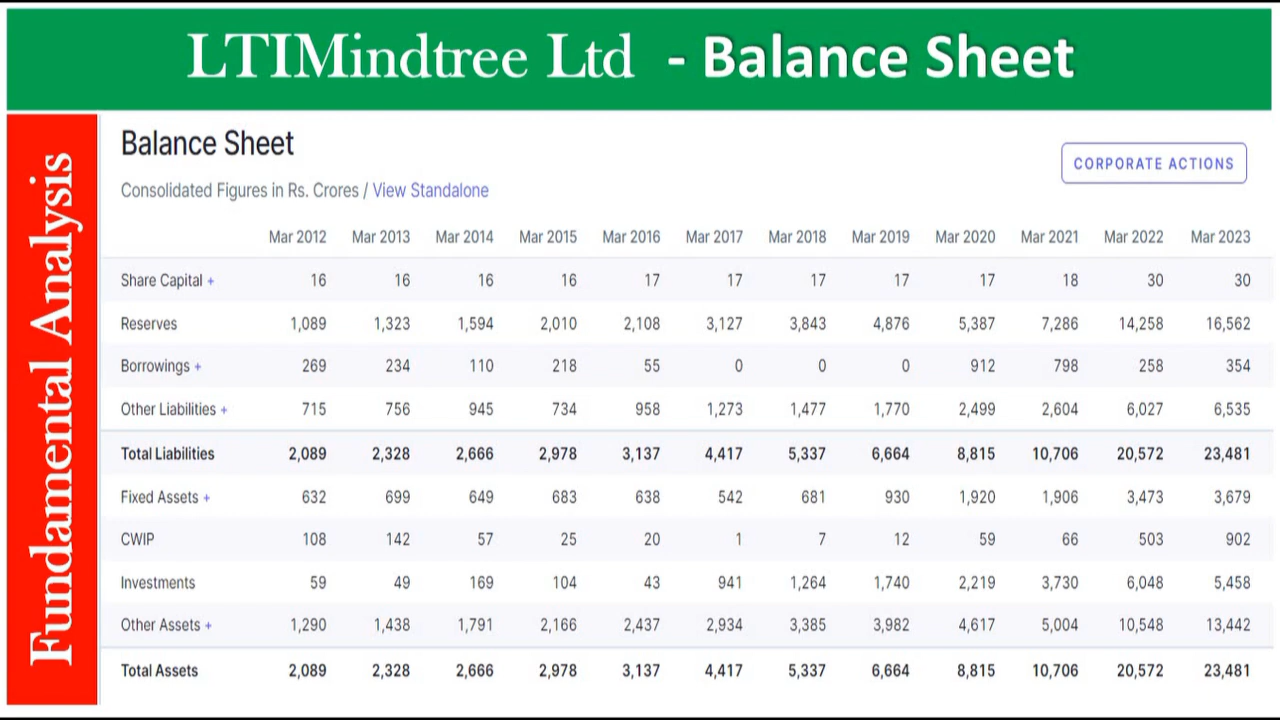 LTIMindtree Ltd - Balance Sheet
Fundamental Analysis
Balance Sheet
CORPORATE ACTIONS
Consolidated Figures in Rs. Crores / View Standalone
Mar 2012 Mar 2013 Mar 2014 Mar 2015 Mar 2016 Mar 2017 Mar 2018 Mar 2019 Mar 2020 Mar 2021 Mar 2022 Mar 2023
Share Capital + 16 16 16 16 17 17 17 17 17 18 30 30
Reserves 1,089 1,323 1,594 2,010 2,108 3,127 3,843 4,876 5,387 7,286 14,258 16,562
Borrowings + 269 234 110 218 55 0 0 0 912 798 258 354
Other Liabilities + 715 756 945 734 958 1,273 1,477 1,770 2,499 2,604 6,027 6,535
Total Liabilities 2,089 2,328 2,666 2,978 3,137 4,417 5,337 6,664 8,815 10,706 20,572 23,481
Fixed Assets + 632 699 649 683 638 542 681 930 1,920 1,906 3,473 3,679
CWIP 108 142 57 25 20 1 7 12 59 66 503 902
Investments 59 49 169 104 43 941 1,264 1,740 2,219 3,730 6,048 5,458
Other Assets + 1,290 1,438 1,791 2,166 2,437 2,934 3,385 3,982 4,617 5,004 10,548 13,442
Total Assets 2,089 2,328 2,666 2,978 3,137 4,417 5,337 6,664 8,815 10,706 20,572 23,481